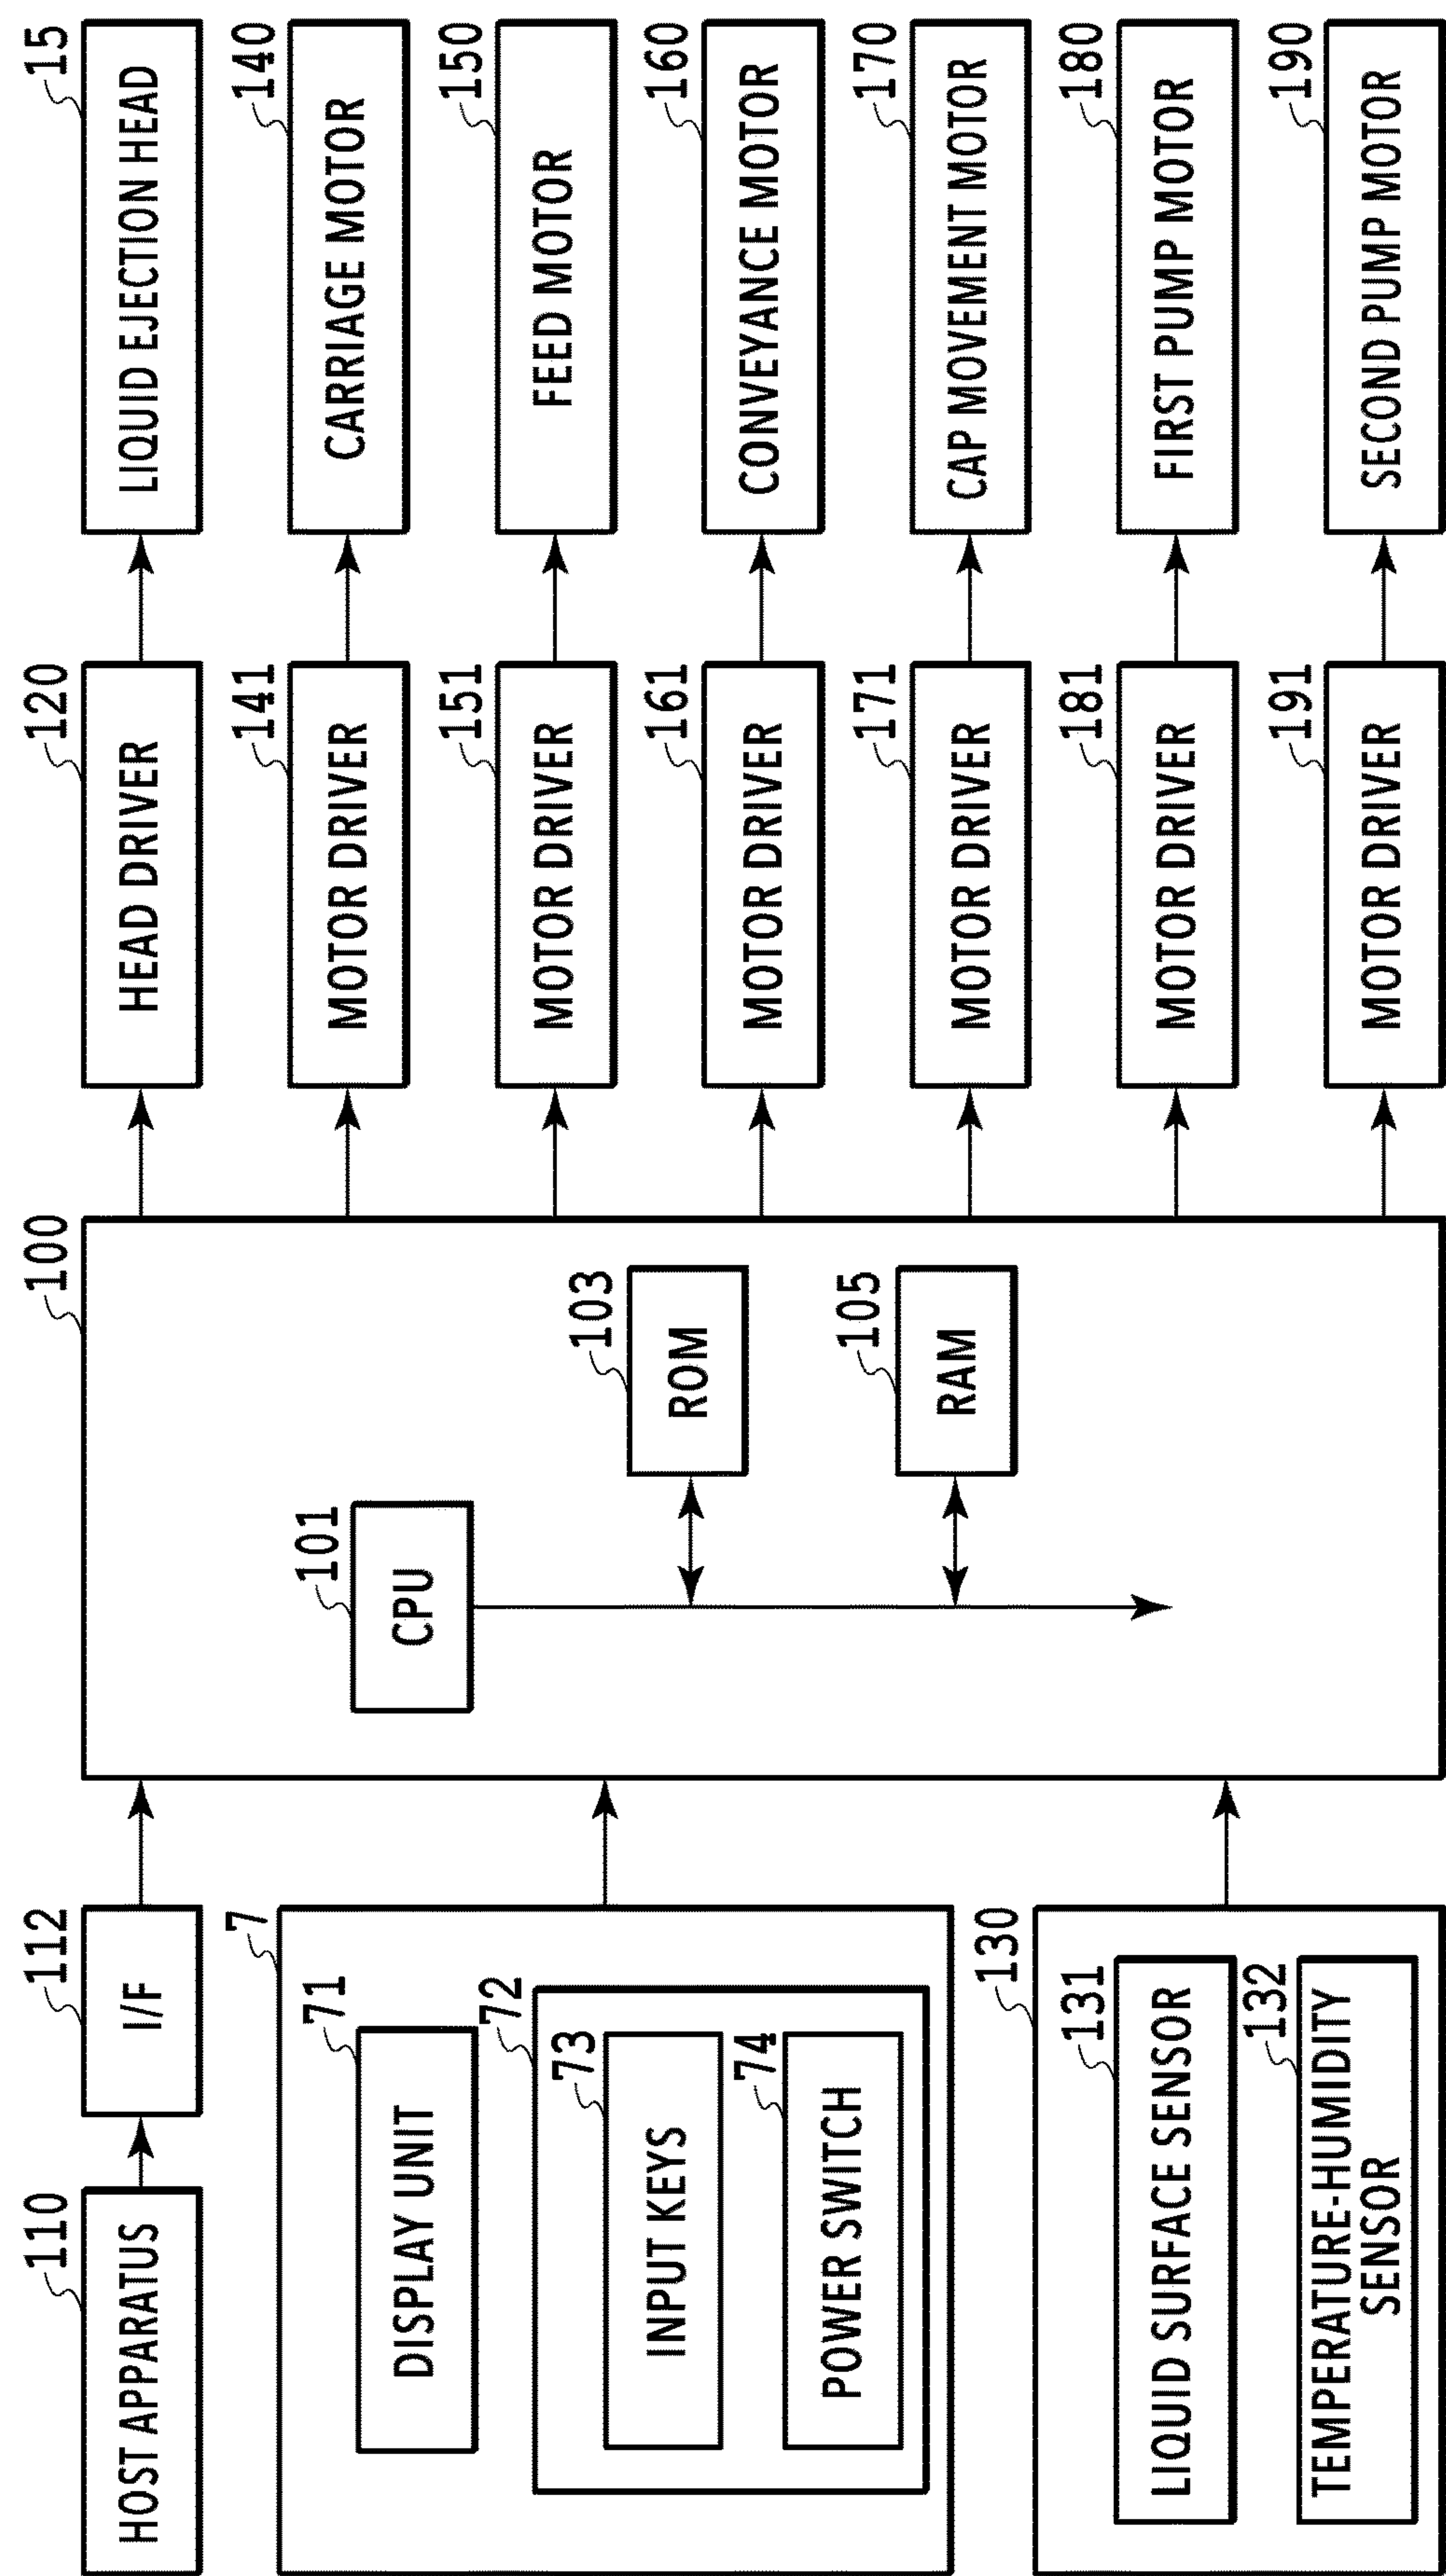 110
HOST APPARATUS
112
I/F
7
71
DISPLAY UNIT
72
73
INPUT KEYS
74
POWER SWITCH
130
131
LIQUID SURFACE SENSOR
132
TEMPERATURE-HUMIDITY
SENSOR
100
101
CPU
103
ROM
105
RAM
120
HEAD DRIVER
15
LIQUID EJECTION HEAD
141
MOTOR DRIVER
140
CARRIAGE MOTOR
151
MOTOR DRIVER
150
FEED MOTOR
161
MOTOR DRIVER
160
CONVEYANCE MOTOR
171
MOTOR DRIVER
170
CAP MOVEMENT MOTOR
181
MOTOR DRIVER
180
FIRST PUMP MOTOR
191
MOTOR DRIVER
190
SECOND PUMP MOTOR